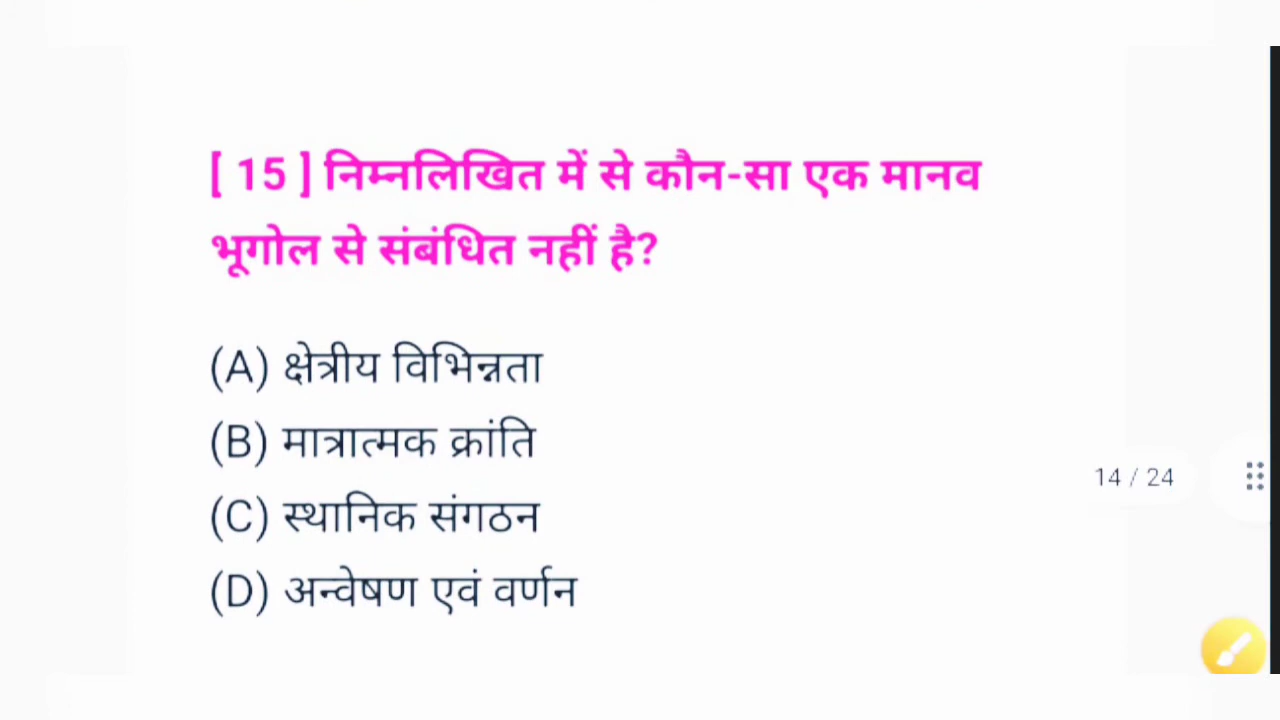 [ 15 ] निम्नलिखित में से कौन-सा एक मानव
भूगोल से संबंधित नहीं है?
(A) क्षेत्रीय विभिन्नता
(B) मात्रात्मक क्रांति
(C) स्थानिक संगठन
(D) अन्वेषण एवं वर्णन
14 / 24